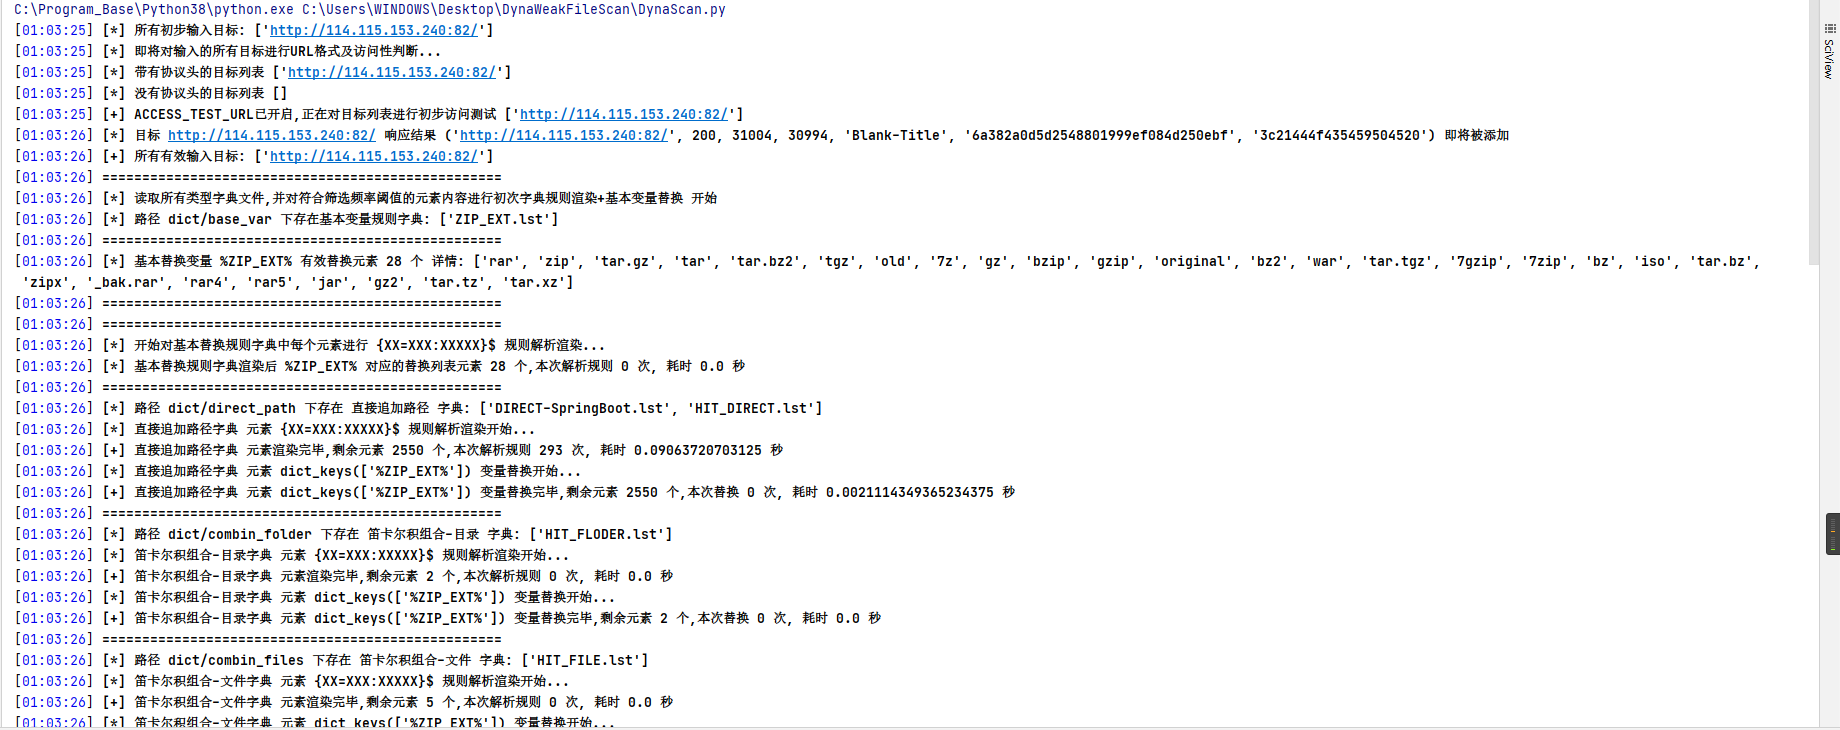 C:\Program_Base\Python38\python.exe C:\Users\WINDOWS\Desktop\DynaWeakFileScan\DynaScan.py
[01:03:25] [*] 所有初步输入目标: ['http://114.115.153.240:82/']
[01:03:25] [*] 即将对输入的所有目标进行URL格式及访问性判断...
[01:03:25] [*] 带有协议头的目标列表 ['http://114.115.153.240:82/']
[01:03:25] [*] 没有协议头的目标列表 []
[01:03:25] [+] ACCESS_TEST_URL已开启,正在对目标列表进行初步访问测试 ['http://114.115.153.240:82/']
[01:03:26] [*] 目标 http://114.115.153.240:82/ 响应结果 ('http://114.115.153.240:82/', 200, 31004, 30994, 'Blank-Title', '6a382a0d5d2548801999ef084d250ebf', '3c21444f435459504520') 即将被添加
[01:03:26] [+] 所有有效输入目标: ['http://114.115.153.240:82/']
[01:03:26] ==================================================
[01:03:26] [*] 读取所有类型字典文件,并对符合筛选频率阈值的元素内容进行初次字典规则渲染+基本变量替换 开始
[01:03:26] [*] 路径 dict/base_var 下存在基本变量规则字典: ['ZIP_EXT.lst']
[01:03:26] ==================================================
[01:03:26] [*] 基本替换变量 %ZIP_EXT% 有效替换元素 28 个 详情: ['rar', 'zip', 'tar.gz', 'tar', 'tar.bz2', 'tgz', 'old', '7z', 'gz', 'bzip', 'gzip', 'original', 'bz2', 'war', 'tar.tgz', '7gzip', '7zip', 'bz', 'iso', 'tar.bz',
'zipx', '_bak.rar', 'rar4', 'rar5', 'jar', 'gz2', 'tar.tz', 'tar.xz']
[01:03:26] ==================================================
[01:03:26] ==================================================
[01:03:26] [*] 开始对基本替换规则字典中每个元素进行 {XX=XXX:XXXXX}$ 规则解析渲染...
[01:03:26] [*] 基本替换规则字典渲染后 %ZIP_EXT% 对应的替换列表元素 28 个,本次解析规则 0 次, 耗时 0.0 秒
[01:03:26] ==================================================
[01:03:26] [*] 路径 dict/direct_path 下存在 直接追加路径 字典: ['DIRECT-SpringBoot.lst', 'HIT_DIRECT.lst']
[01:03:26] [*] 直接追加路径字典 元素 {XX=XXX:XXXXX}$ 规则解析渲染开始...
[01:03:26] [+] 直接追加路径字典 元素渲染完毕,剩余元素 2550 个,本次解析规则 293 次, 耗时 0.09063720703125 秒
[01:03:26] [*] 直接追加路径字典 元素 dict_keys(['%ZIP_EXT%']) 变量替换开始...
[01:03:26] [+] 直接追加路径字典 元素 dict_keys(['%ZIP_EXT%']) 变量替换完毕,剩余元素 2550 个,本次替换 0 次, 耗时 0.0021114349365234375 秒
[01:03:26] ==================================================
[01:03:26] [*] 路径 dict/combin_folder 下存在 笛卡尔积组合-目录 字典: ['HIT_FLODER.lst']
[01:03:26] [*] 笛卡尔积组合-目录字典 元素 {XX=XXX:XXXXX}$ 规则解析渲染开始...
[01:03:26] [+] 笛卡尔积组合-目录字典 元素渲染完毕,剩余元素 2 个,本次解析规则 0 次, 耗时 0.0 秒
[01:03:26] [*] 笛卡尔积组合-目录字典 元素 dict_keys(['%ZIP_EXT%']) 变量替换开始...
[01:03:26] [+] 笛卡尔积组合-目录字典 元素 dict_keys(['%ZIP_EXT%']) 变量替换完毕,剩余元素 2 个,本次替换 0 次, 耗时 0.0 秒
[01:03:26] ==================================================
[01:03:26] [*] 路径 dict/combin_files 下存在 笛卡尔积组合-文件 字典: ['HIT_FILE.lst']
[01:03:26] [*] 笛卡尔积组合-文件字典 元素 {XX=XXX:XXXXX}$ 规则解析渲染开始...
[01:03:26] [+] 笛卡尔积组合-文件字典 元素渲染完毕,剩余元素 5 个,本次解析规则 0 次, 耗时 0.0 秒
[01:03:26] [*] 笛卡尔积组合-文件字典 元素 dict_keys(['%ZIP_EXT%']) 变量替换开始...
SciView